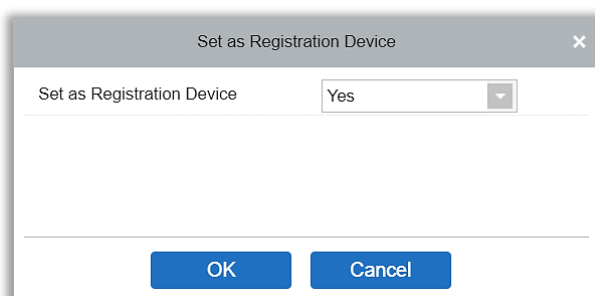 Set as Registration Device
Set as Registration Device Yes
OK Cancel